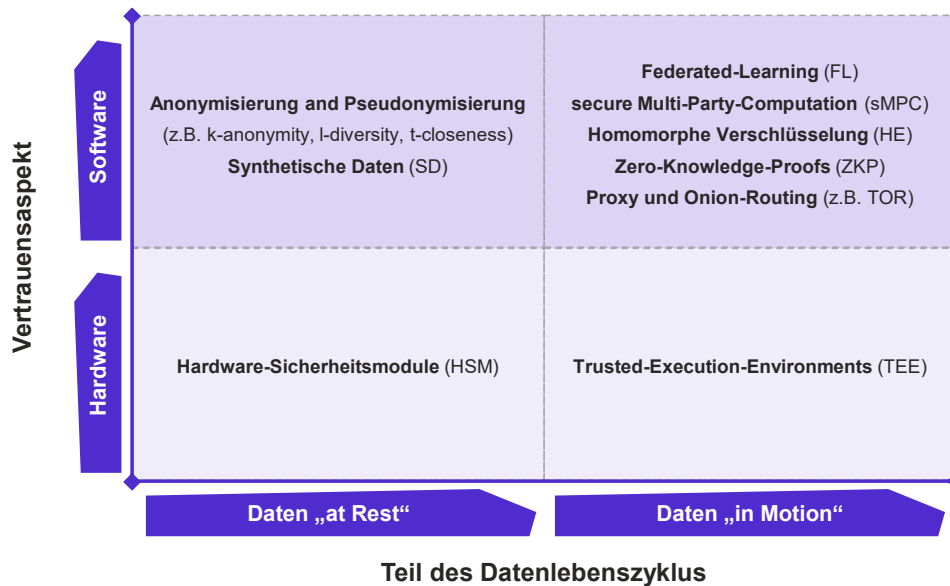 Vertrauensaspekt
Software
Anonymisierung and Pseudonymisierung
(z.B. k-anonymity, l-diversity, t-closeness)
Synthetische Daten (SD)
Federated-Learning (FL)
secure Multi-Party-Computation (sMPC)
Homomorphe Verschlüsselung (HE)
Zero-Knowledge-Proofs (ZKP)
Proxy und Onion-Routing (z.B. TOR)
Hardware
Hardware-Sicherheitsmodule (HSM)
Trusted-Execution-Environments (TEE)
Daten „at Rest“
Daten „in Motion“
Teil des Datenlebenszyklus